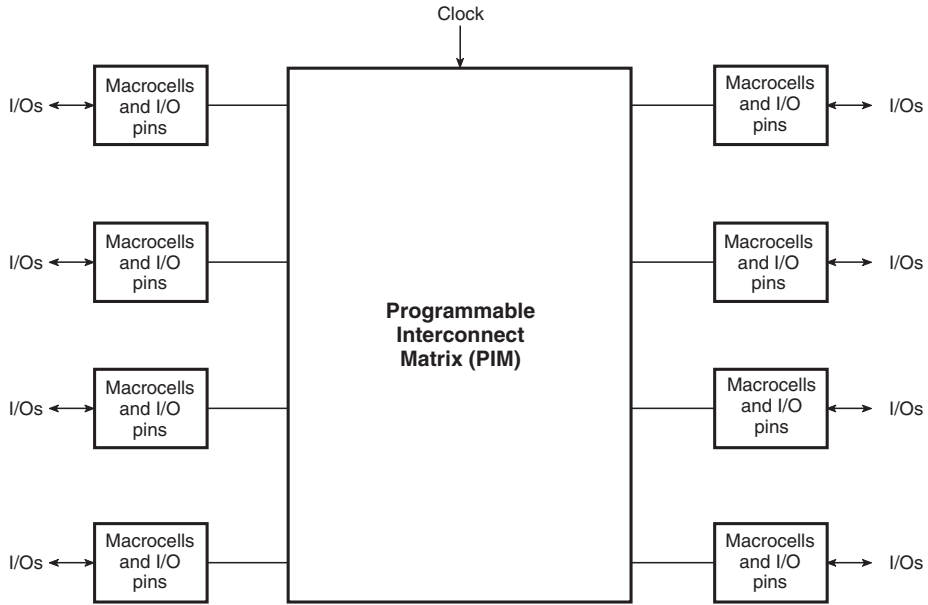 Clock
I/Os
Macrocells
and I/O
pins
Macrocells
and I/O
pins
I/Os
I/Os
Macrocells
and I/O
pins
Macrocells
and I/O
pins
I/Os
Programmable
Interconnect
Matrix (PIM)
I/Os
Macrocells
and I/O
pins
Macrocells
and I/O
pins
I/Os
I/Os
Macrocells
and I/O
pins
Macrocells
and I/O
pins
I/Os